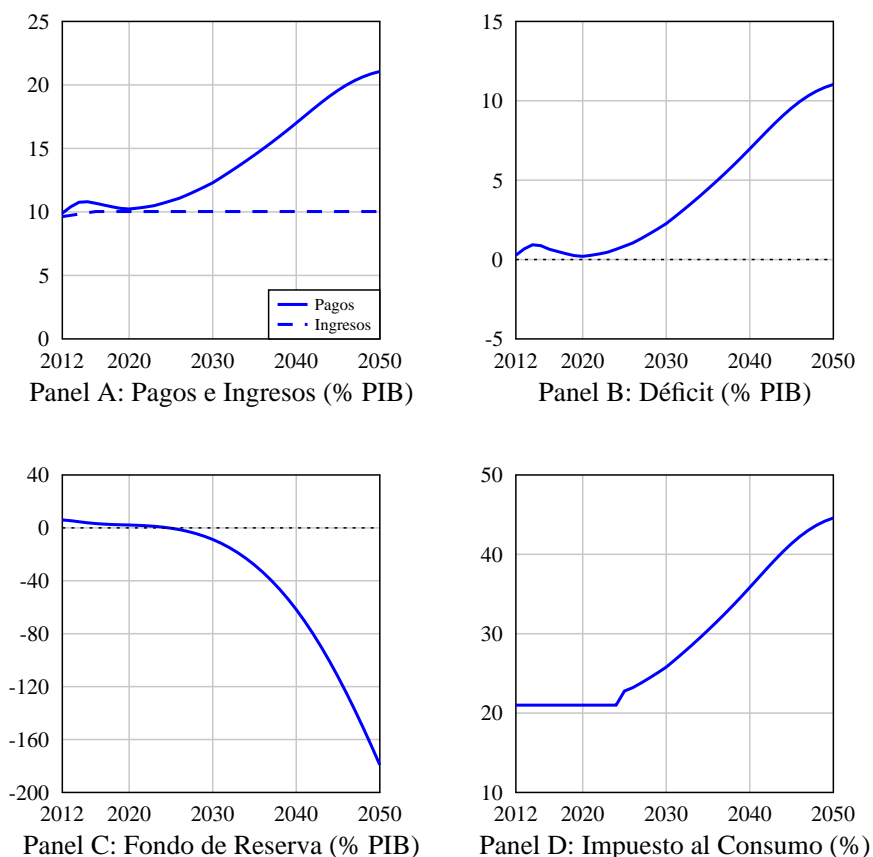 25
20
15
10
5
0
Pagos
Ingresos
2012 2020 2030 2040 2050
Panel A: Pagos e Ingresos (% PIB)
15
10
5
0
-5
2012 2020 2030 2040 2050
Panel B: Déficit (% PIB)
40
0
-40
-80
-120
-160
-200
2012 2020 2030 2040 2050
Panel C: Fondo de Reserva (% PIB)
50
40
30
20
10
2012 2020 2030 2040 2050
Panel D: Impuesto al Consumo (%)